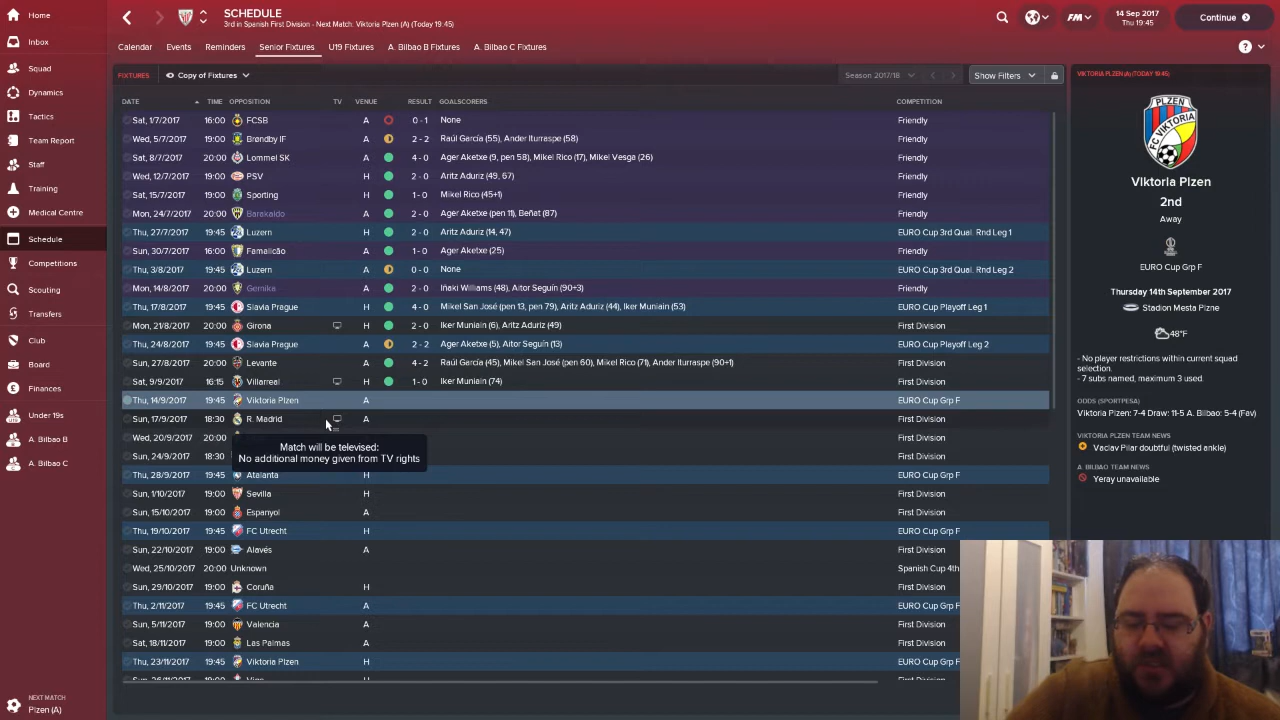 Home
Inbox
Squad
Dynamics
Tactics
Team Report
Staff
Training
Medical Centre
Schedule
Competitions
Scouting
Transfers
Club
Board
Finances
Under 19s
A. Bilbao B
A. Bilbao C
NEXT MATCH
Plzen (A)
SCHEDULE
3rd in Spanish First Division - Next Match: Viktoria Plzen (A) (Today 19:45)
FM
14 Sep 2017
Thu 19:45
Continue
Calendar Events Reminders Senior Fixtures U19 Fixtures A. Bilbao B Fixtures A. Bilbao C Fixtures
?
FIXTURES Copy of Fixtures Season 2017/18 Show Filters
DATE TIME OPPOSITION TV VENUE RESULT GOALSCORERS COMPETITION
Sat, 1/7/2017 16:00 FCSB A 0 - 1 None Friendly
Wed, 5/7/2017 19:00 Brøndby IF A 2 - 2 Raúl García (55), Ander Iturraspe (58) Friendly
Sat, 8/7/2017 20:00 Lommel SK A 4 - 0 Ager Aketxe (9, pen 58), Mikel Rico (17), Mikel Vesga (26) Friendly
Wed, 12/7/2017 19:00 PSV H 2 - 0 Aritz Aduriz (49, 67) Friendly
Sat, 15/7/2017 19:00 Sporting H 1 - 0 Mikel Rico (45+1) Friendly
Mon, 24/7/2017 20:00 Barakaldo A 2 - 0 Ager Aketxe (pen 11), Beñat (87) Friendly
Thu, 27/7/2017 19:45 Luzern H 2 - 0 Aritz Aduriz (14, 47) EURO Cup 3rd Qual. Rnd Leg 1
Sun, 30/7/2017 16:00 Famalicão A 1 - 0 Ager Aketxe (25) Friendly
Thu, 3/8/2017 19:45 Luzern A 0 - 0 None EURO Cup 3rd Qual. Rnd Leg 2
Mon, 14/8/2017 20:00 Gernika A 2 - 0 Iñaki Williams (48), Aitor Seguín (90+3) Friendly
Thu, 17/8/2017 19:45 Slavia Prague H 4 - 0 Mikel San José (pen 13, pen 79), Aritz Aduriz (44), Iker Muniain (53) EURO Cup Playoff Leg 1
Mon, 21/8/2017 20:00 Girona H 2 - 0 Iker Muniain (6), Aritz Aduriz (49) First Division
Thu, 24/8/2017 19:45 Slavia Prague A 2 - 2 Ager Aketxe (5), Aitor Seguín (13) EURO Cup Playoff Leg 2
Sun, 27/8/2017 20:00 Levante A 4 - 2 Raúl García (45), Mikel San José (pen 60), Mikel Rico (71), Ander Iturraspe (90+1) First Division
Sat, 9/9/2017 16:15 Villarreal H 1 - 0 Iker Muniain (74) First Division
Thu, 14/9/2017 19:45 Viktoria Plzen A EURO Cup Grp F
Sun, 17/9/2017 18:30 R. Madrid A First Division
Wed, 20/9/2017 20:00 First Division
Sun, 24/9/2017 18:30 First Division
Match will be televised:
No additional money given from TV rights
Thu, 28/9/2017 19:45 Atalanta H EURO Cup Grp F
Sun, 1/10/2017 19:00 Sevilla H First Division
Sun, 15/10/2017 19:00 Espanyol A First Division
Thu, 19/10/2017 19:45 FC Utrecht H EURO Cup Grp F
Sun, 22/10/2017 19:00 Alavés A First Division
Wed, 25/10/2017 20:00 Unknown Spanish Cup 4th
Sun, 29/10/2017 19:00 Coruña H First Division
Thu, 2/11/2017 19:45 FC Utrecht A EURO Cup Grp F
Sun, 5/11/2017 19:00 Valencia A First Division
Sat, 18/11/2017 19:00 Las Palmas A First Division
Thu, 23/11/2017 19:45 Viktoria Plzen H EURO Cup Grp F
VIKTORIA PLZEN (A) (TODAY 19:45)
PLZEN
FC VIKTORIA
Viktoria Plzen
2nd
Away
EURO Cup Grp F
Thursday 14th September 2017
Stadion Mesta Plzne
48°F
- No player restrictions within current squad
selection.
- 7 subs named, maximum 3 used.
ODDS (SPORTPESA)
Viktoria Plzen: 7-4 Draw: 11-5 A. Bilbao: 5-4 (Fav)
VIKTORIA PLZEN TEAM NEWS
Vaclav Pilar doubtful (twisted ankle)
A. BILBAO TEAM NEWS
Yeray unavailable